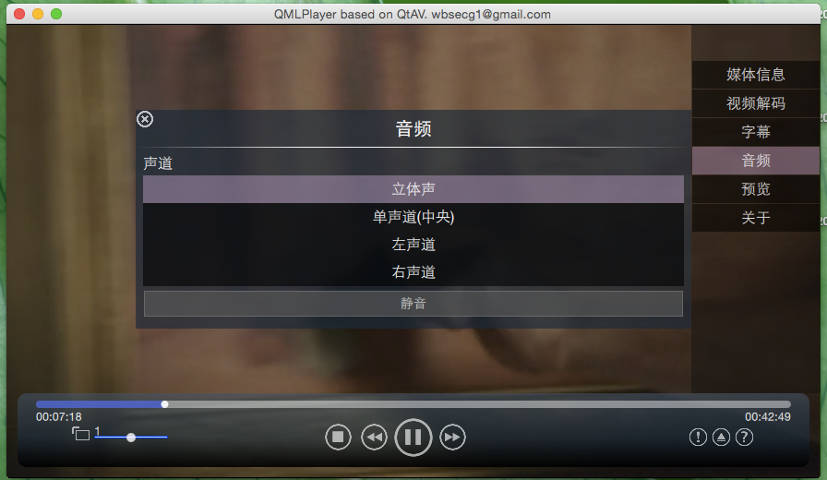 QMLPlayer based on QtAV. wbsecg1@gmail.com
媒体信息
视频解码
字幕
音频
预览
关于
音频
声道
立体声
单声道(中央)
左声道
右声道
静音
00:07:18
00:42:49
1